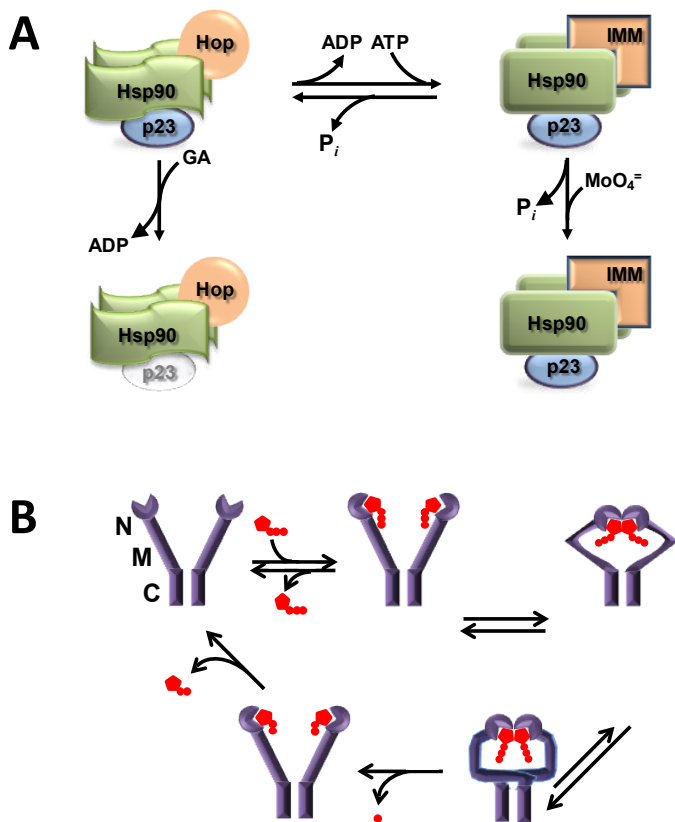 A
Hop
Hsp90
p23
ADP ATP
Pi
IMM
Hsp90
p23
GA
ADP
Pi
MoO₄⁼
Hop
Hsp90
p23
IMM
Hsp90
p23
B
N
M
C